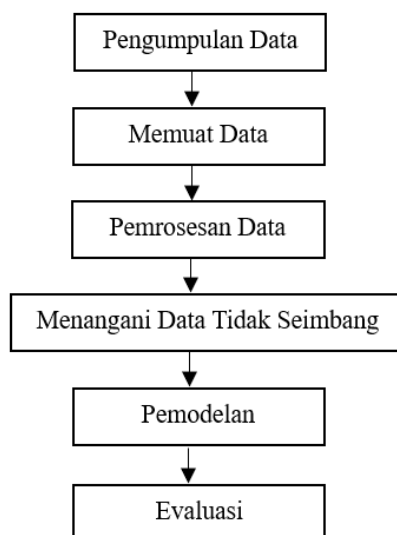 Pengumpulan Data
Memuat Data
Pemrosesan Data
Menangani Data Tidak Seimbang
Pemodelan
Evaluasi